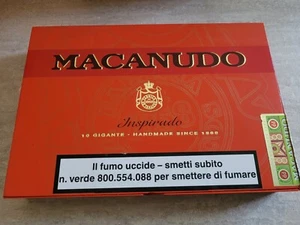 MACANUDO
Inspirado
10 GIGANTE - HANDMADE SINCE
Il fumo uccide – smetti subito
n. verde 800.554.088 per smettere di fumare